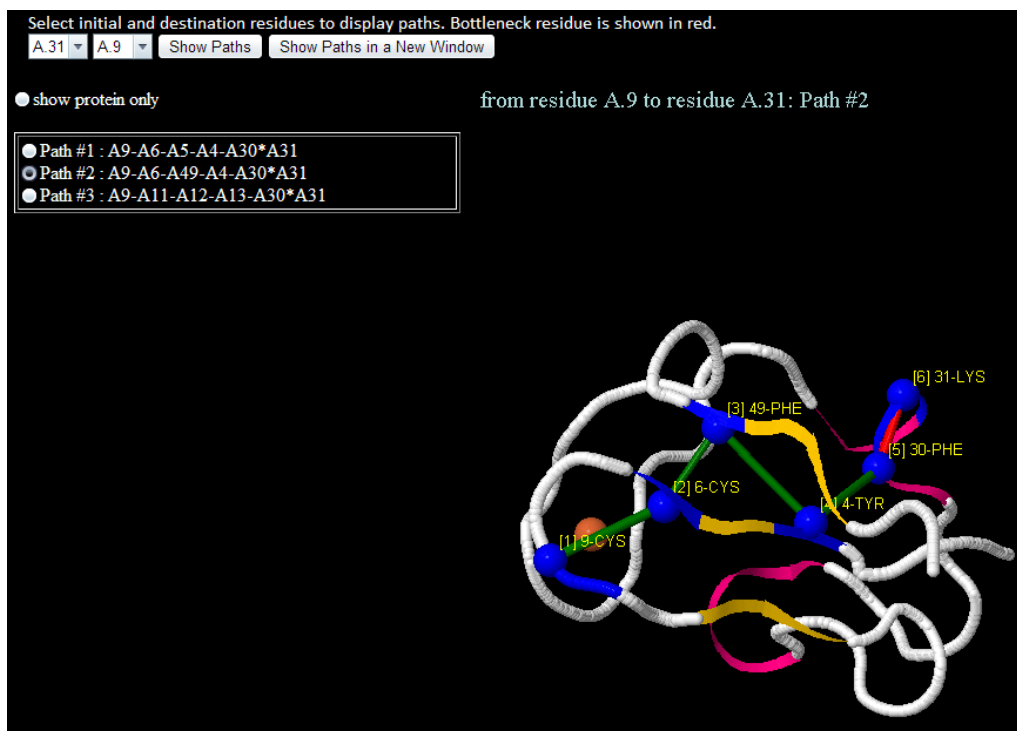 Select initial and destination residues to display paths. Bottleneck residue is shown in red.
A.31 A.9 Show Paths Show Paths in a New Window
show protein only
from residue A.9 to residue A.31: Path #2
Path #1 : A9-A6-A5-A4-A30*A31
Path #2 : A9-A6-A49-A4-A30*A31
Path #3 : A9-A11-A12-A13-A30*A31
[6] 31-LYS
[3] 49-PHE
[5] 30-PHE
[2] 6-CYS
[4] 4-TYR
[1] 9-CYS